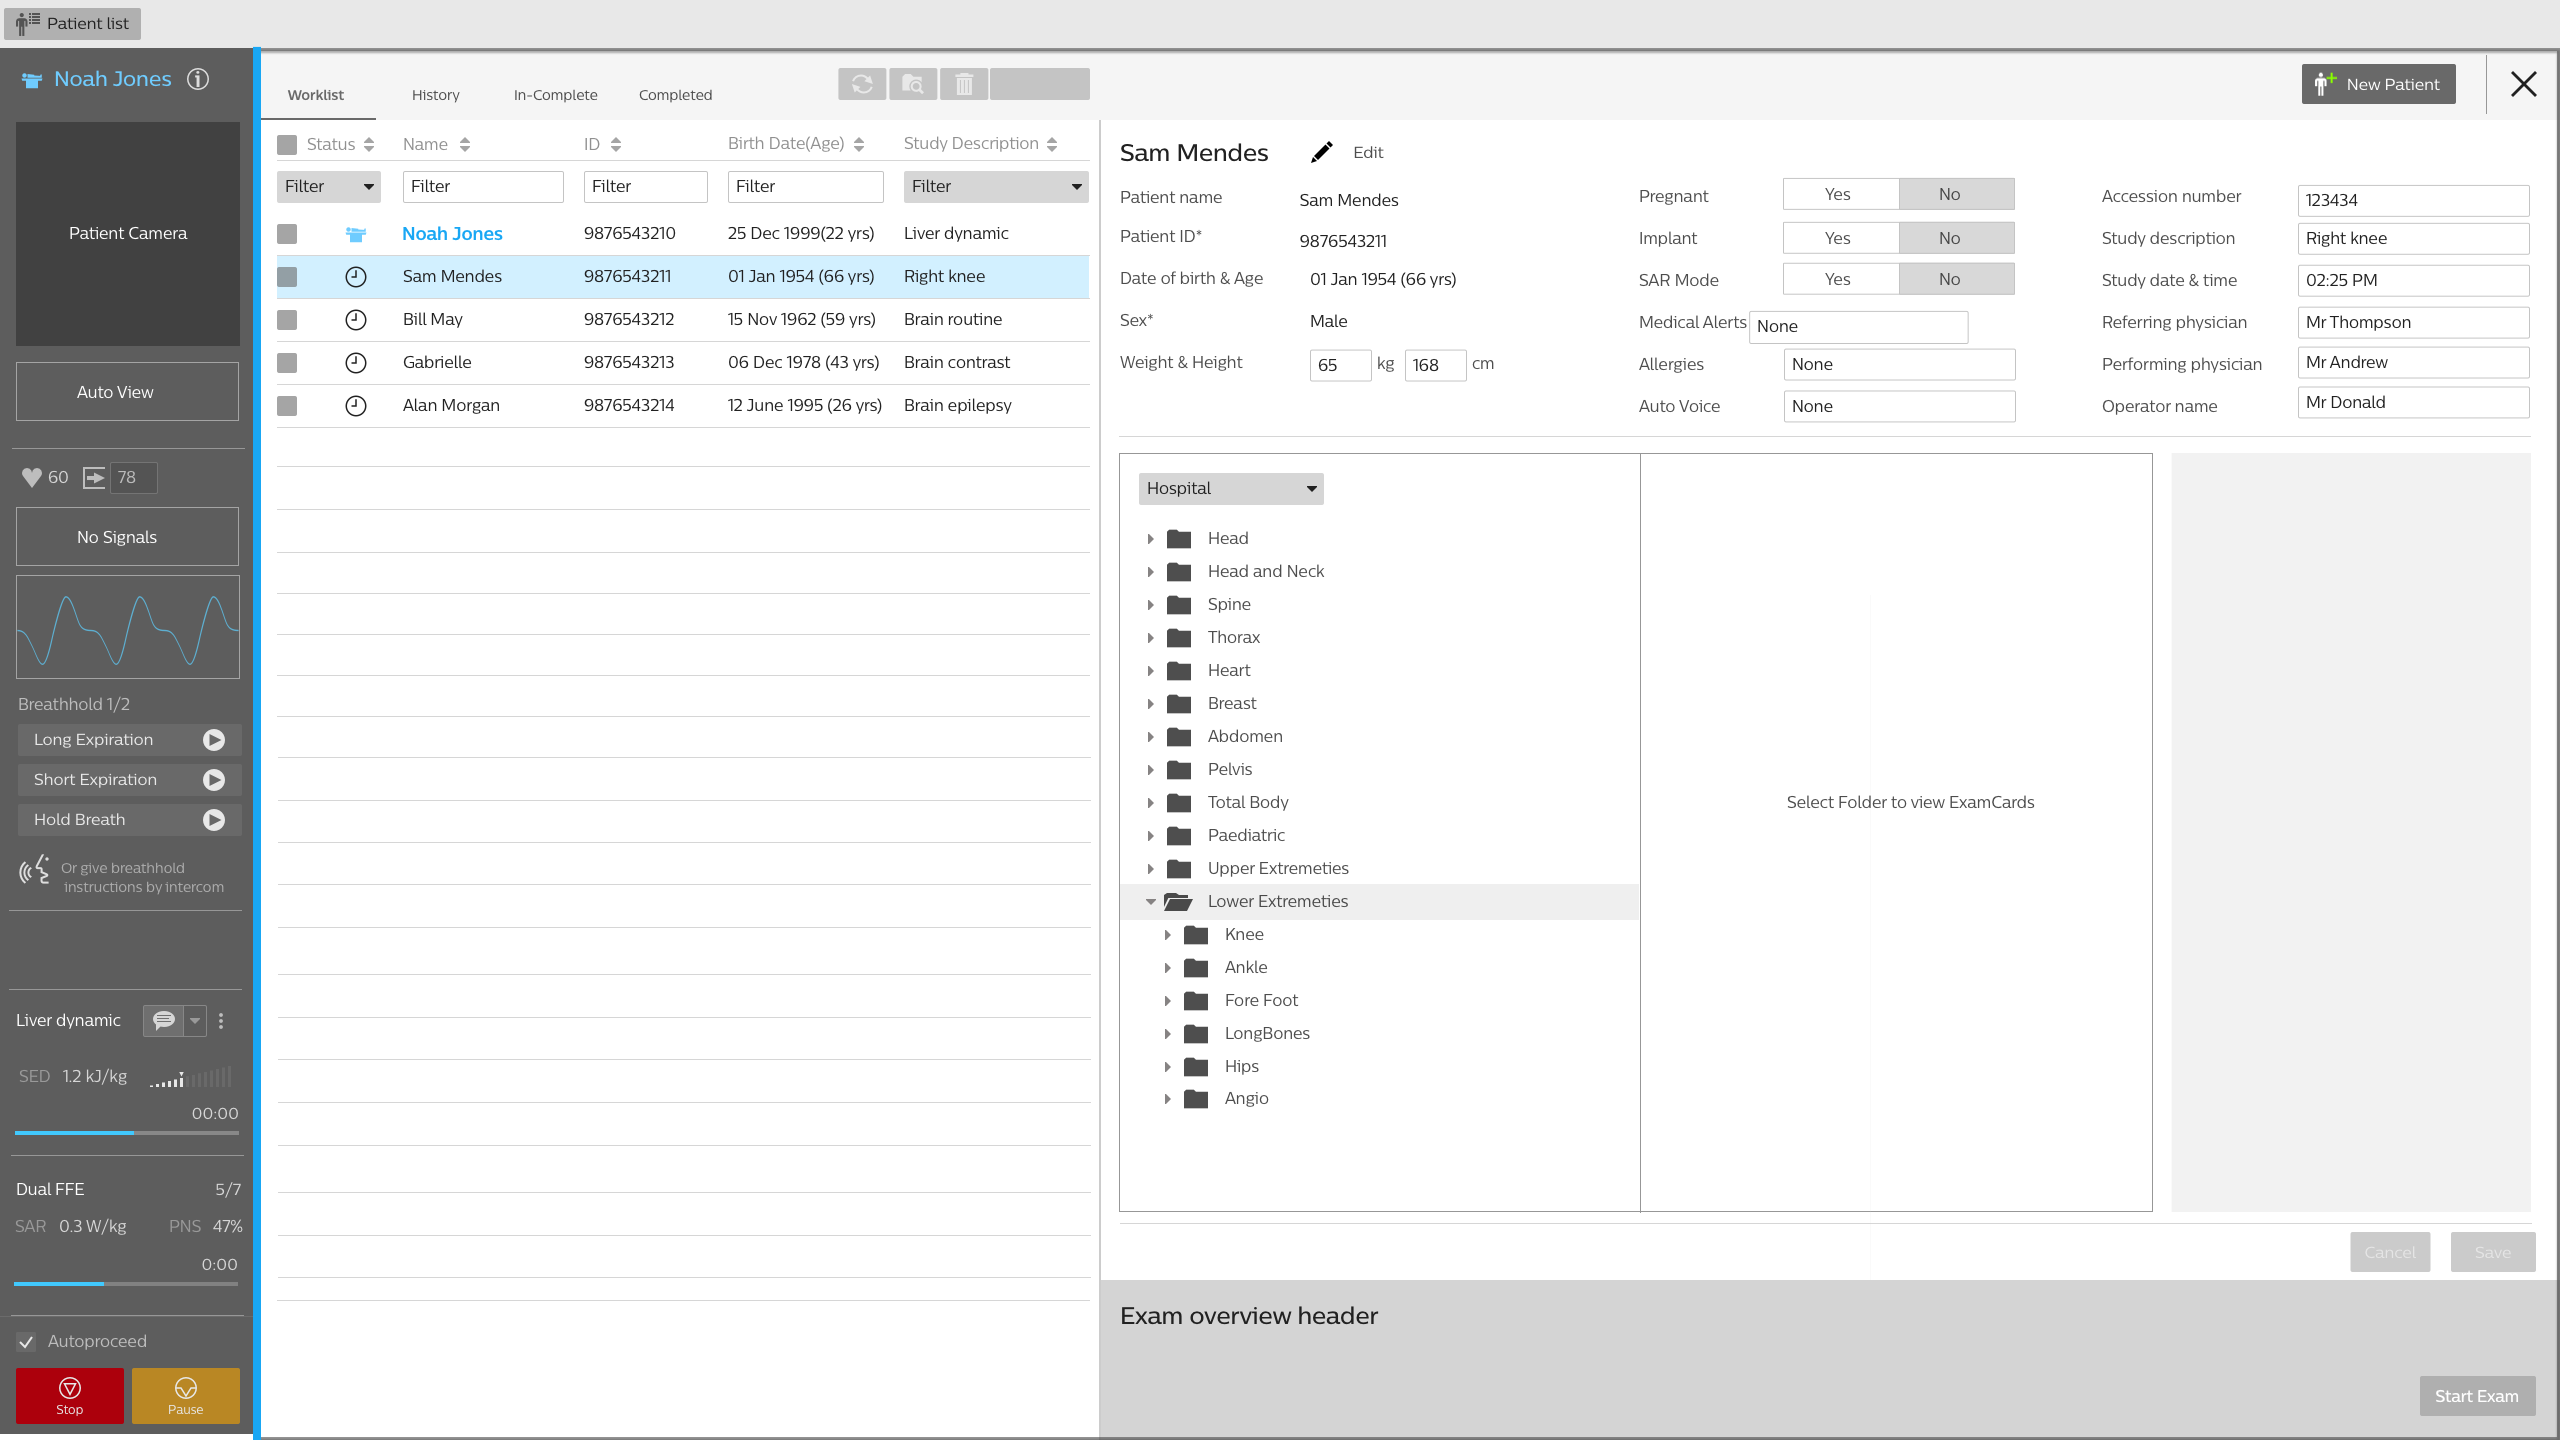 Patient list
Noah Jones
Patient Camera
Auto View
60 78
No Signals
Breathhold 1/2
Long Expiration
Short Expiration
Hold Breath
Or give breathhold
instructions by intercom
Liver dynamic
SED 1.2 kJ/kg
00:00
Dual FFE 5/7
SAR 0.3 W/kg PNS 47%
0:00
Autoproceed
Stop Pause
Worklist History In-Complete Completed
Status Name ID Birth Date(Age) Study Description
Filter Filter Filter Filter Filter
Noah Jones 9876543210 25 Dec 1999(22 yrs) Liver dynamic
Sam Mendes 9876543211 01 Jan 1954 (66 yrs) Right knee
Bill May 9876543212 15 Nov 1962 (59 yrs) Brain routine
Gabrielle 9876543213 06 Dec 1978 (43 yrs) Brain contrast
Alan Morgan 9876543214 12 June 1995 (26 yrs) Brain epilepsy
New Patient
Sam Mendes Edit
Patient name Sam Mendes
Patient ID* 9876543211
Date of birth & Age 01 Jan 1954 (66 yrs)
Sex* Male
Weight & Height 65 kg 168 cm
Pregnant Yes No
Implant Yes No
SAR Mode Yes No
Medical Alerts None
Allergies None
Auto Voice None
Accession number 123434
Study description Right knee
Study date & time 02:25 PM
Referring physician Mr Thompson
Performing physician Mr Andrew
Operator name Mr Donald
Hospital
Head
Head and Neck
Spine
Thorax
Heart
Breast
Abdomen
Pelvis
Total Body
Paediatric
Upper Extremeties
Lower Extremeties
Knee
Ankle
Fore Foot
LongBones
Hips
Angio
Select Folder to view ExamCards
Cancel Save
Exam overview header
Start Exam